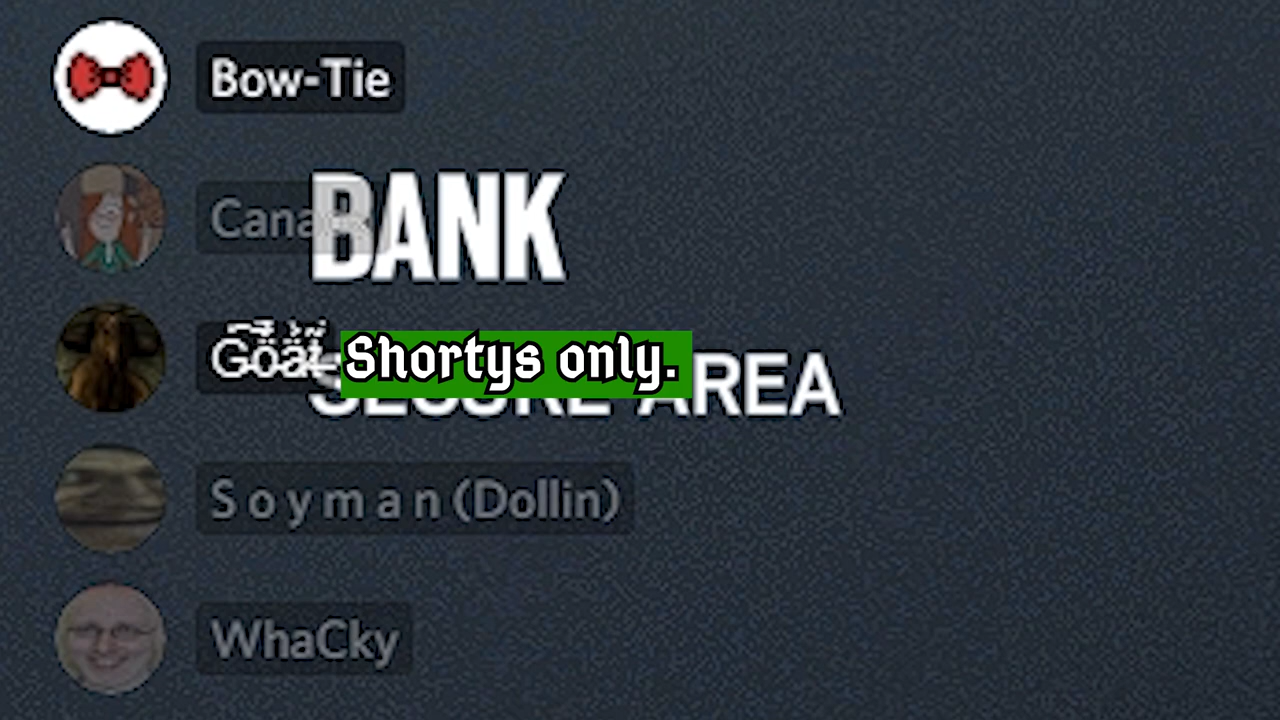 Bow-Tie
BANK
Shortys only.
AREA
S o y m a n (Dollin)
WhaCky